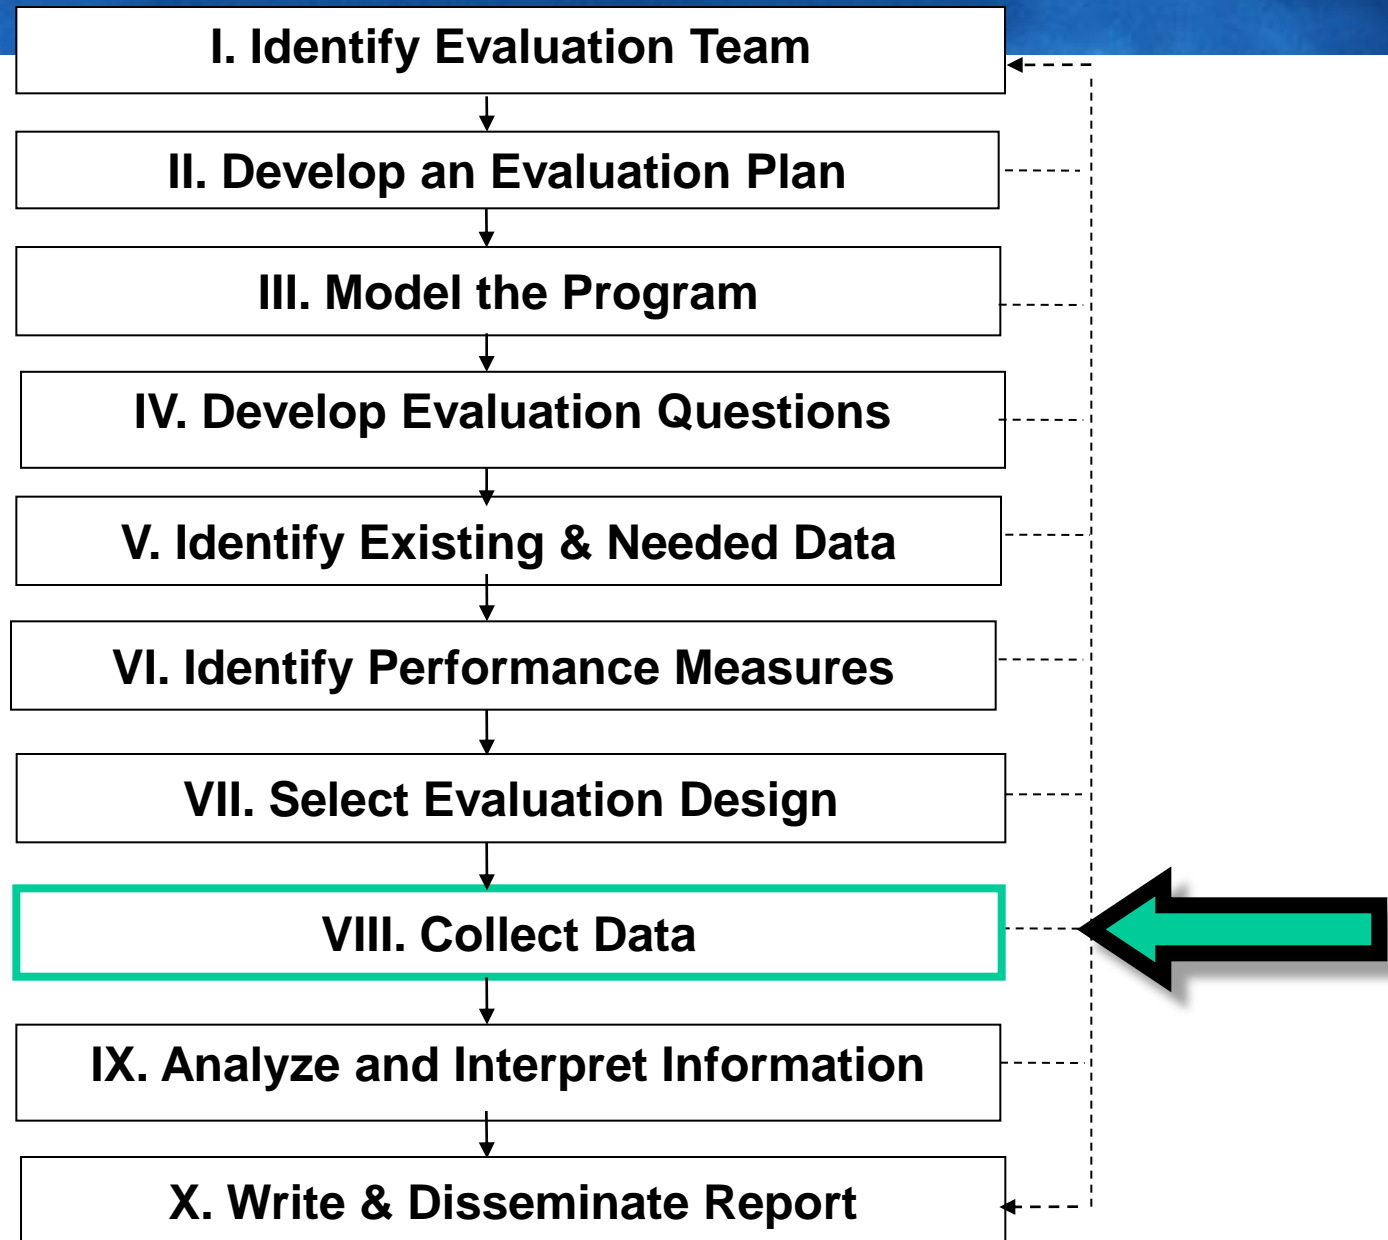 I. Identify Evaluation Team
II. Develop an Evaluation Plan
III. Model the Program
IV. Develop Evaluation Questions
V. Identify Existing & Needed Data
VI. Identify Performance Measures
VII. Select Evaluation Design
VIII. Collect Data
IX. Analyze and Interpret Information
X. Write & Disseminate Report